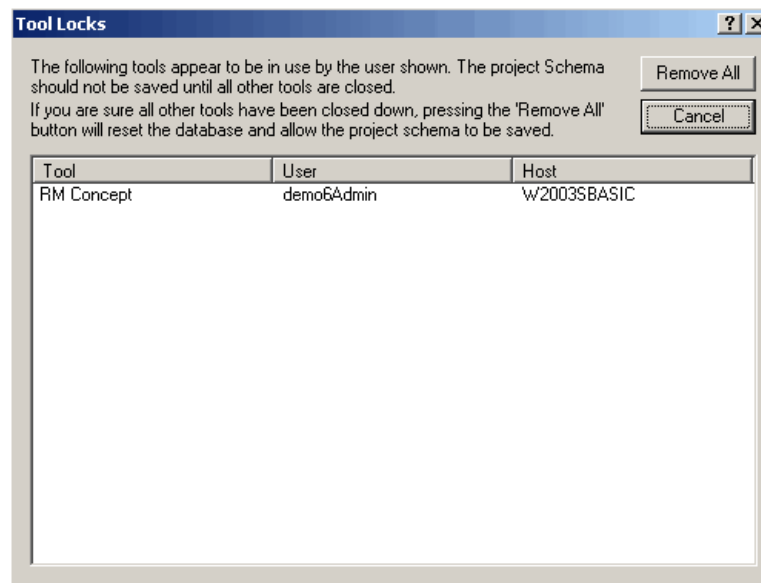 Tool Locks
The following tools appear to be in use by the user shown. The project Schema
should not be saved until all other tools are closed.
If you are sure all other tools have been closed down, pressing the 'Remove All'
button will reset the database and allow the project schema to be saved.
Remove All
Cancel
Tool User Host
RM Concept demo6Admin W2003SBASIC